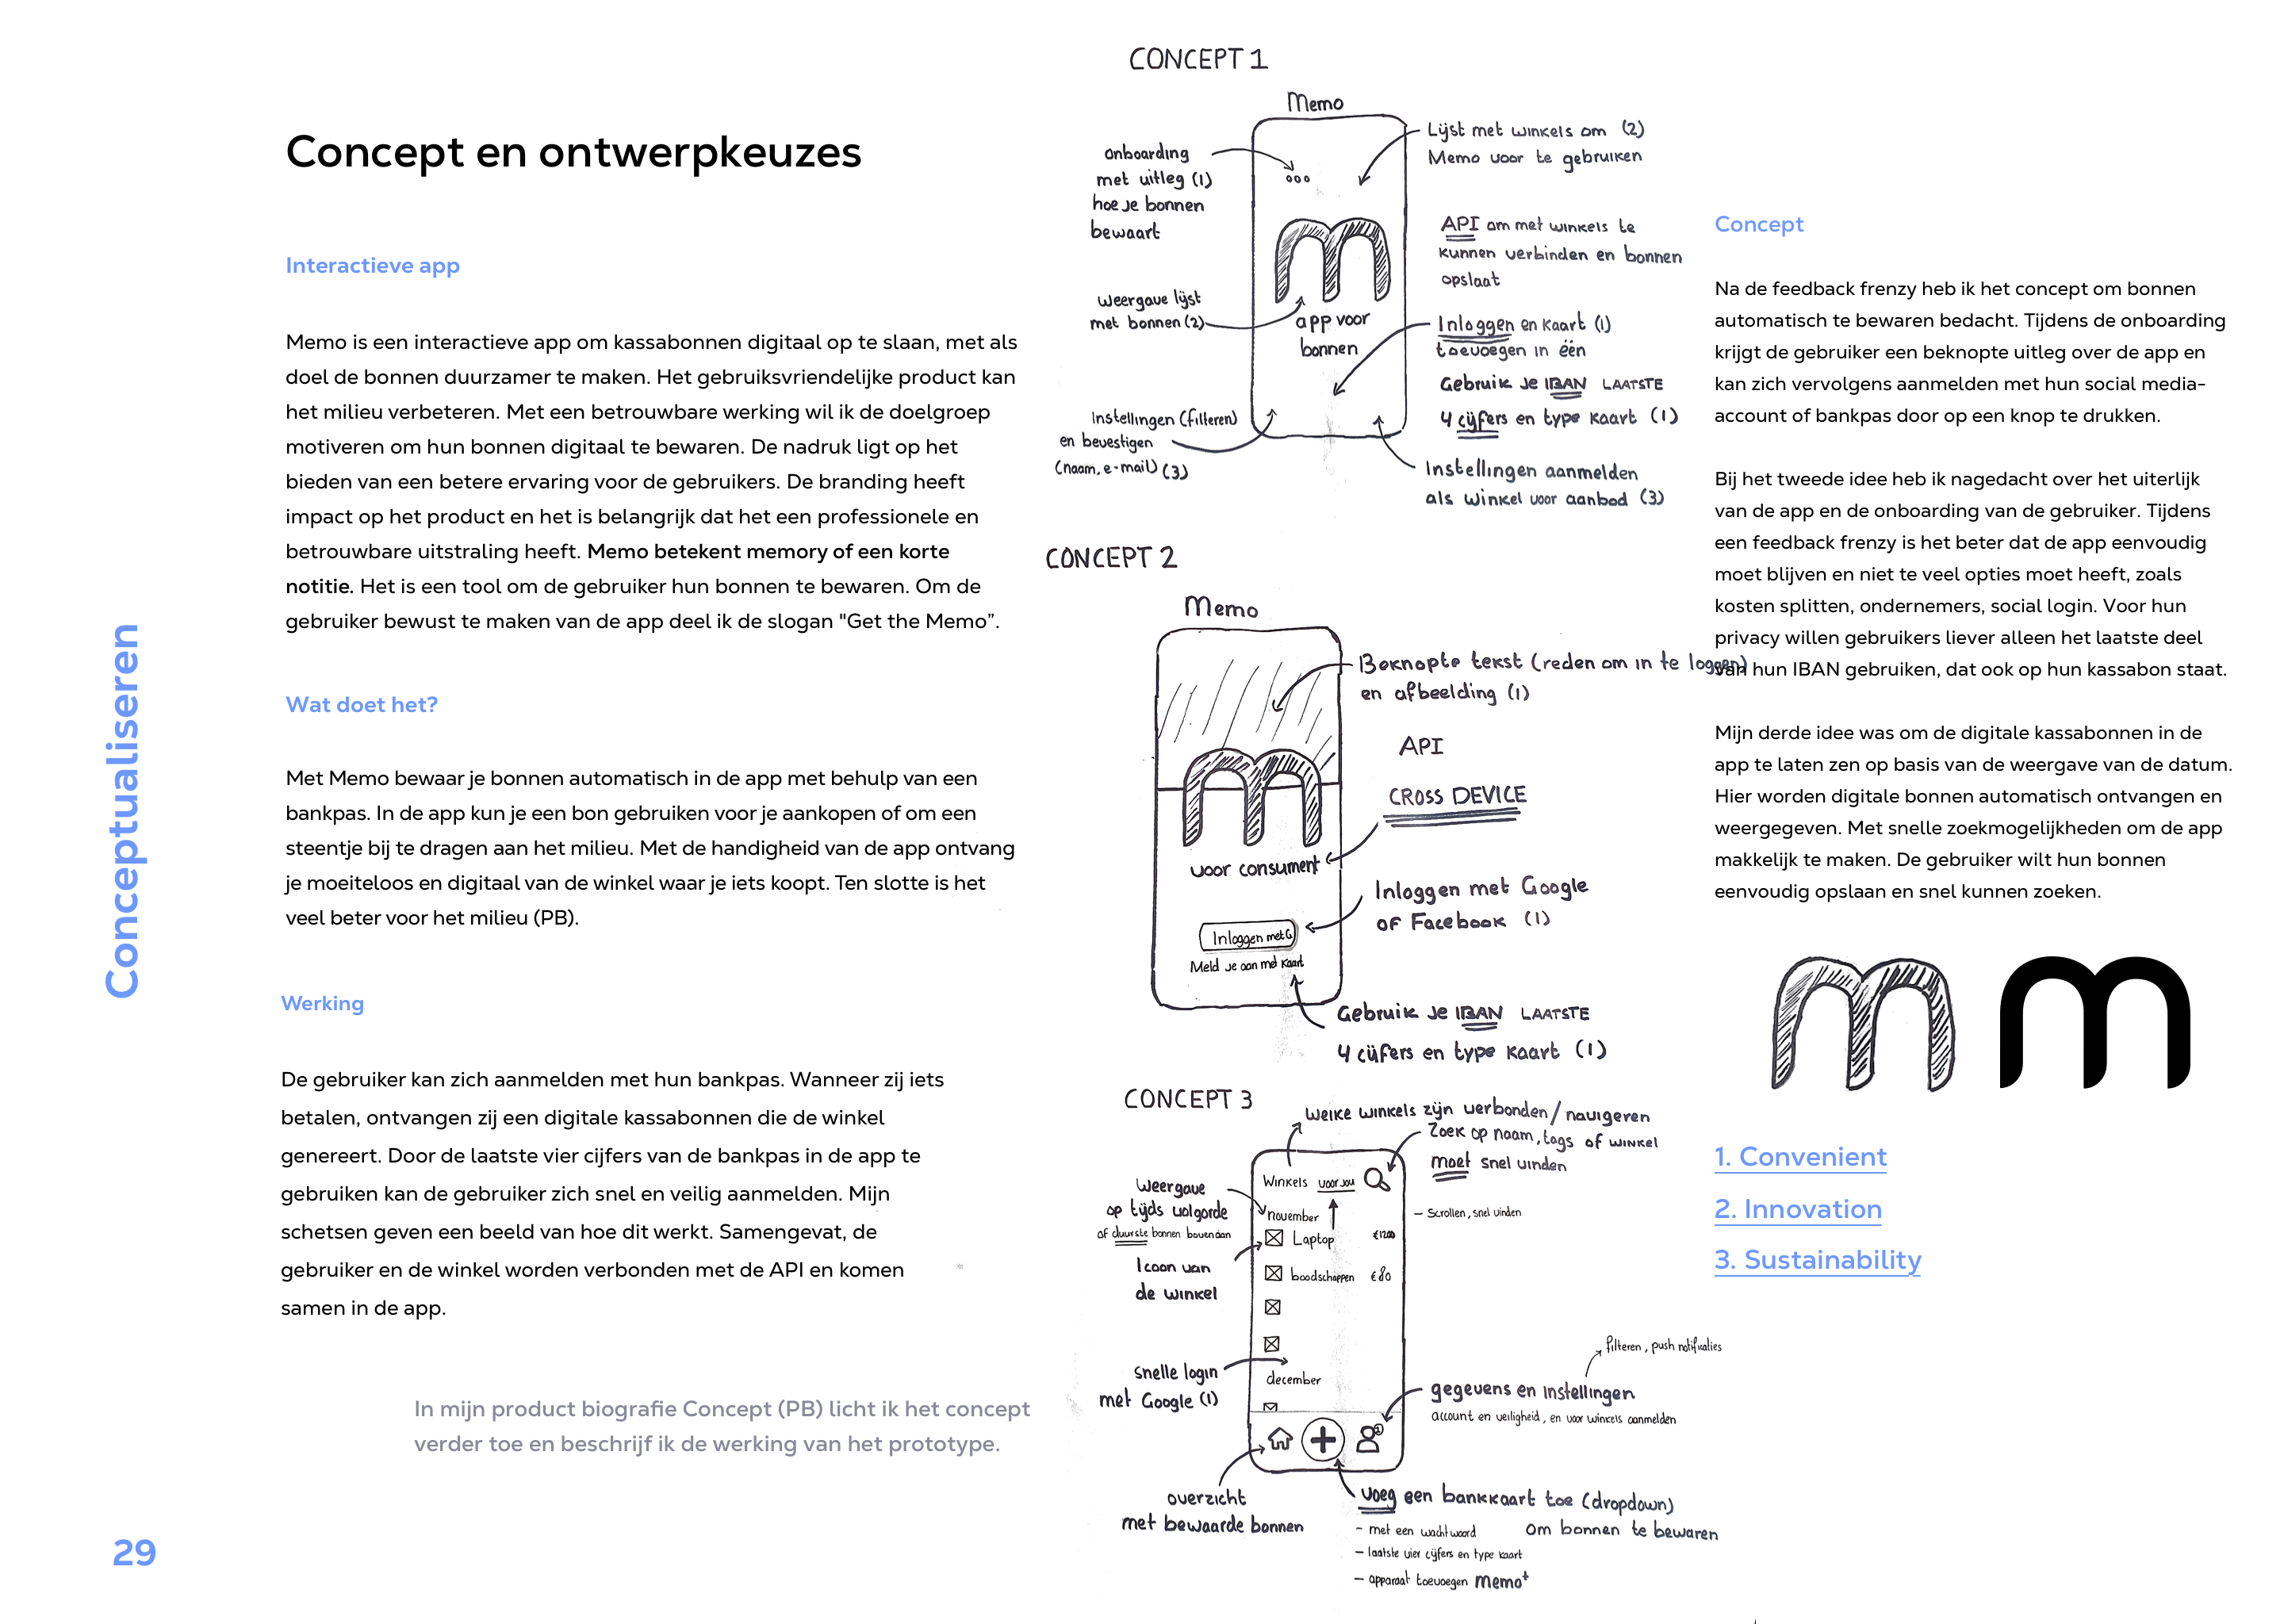 Conceptualiseren
29
Concept en ontwerpkeuzes
Interactieve app
Memo is een interactieve app om kassabonnen digitaal op te slaan, met als
doel de bonnen duurzamer te maken. Het gebruiksvriendelijke product kan
het milieu verbeteren. Met een betrouwbare werking wil ik de doelgroep
motiveren om hun bonnen digitaal te bewaren. De nadruk ligt op het
bieden van een betere ervaring voor de gebruikers. De branding heeft
impact op het product en het is belangrijk dat het een professionele en
betrouwbare uitstraling heeft. Memo betekent memory of een korte
notitie. Het is een tool om de gebruiker hun bonnen te bewaren. Om de
gebruiker bewust te maken van de app deel ik de slogan "Get the Memo”.
Wat doet het?
Met Memo bewaar je bonnen automatisch in de app met behulp van een
bankpas. In de app kun je een bon gebruiken voor je aankopen of om een
steentje bij te dragen aan het milieu. Met de handigheid van de app ontvang
je moeiteloos en digitaal van de winkel waar je iets koopt. Ten slotte is het
veel beter voor het milieu (PB).
Werking
De gebruiker kan zich aanmelden met hun bankpas. Wanneer zij iets
betalen, ontvangen zij een digitale kassabonnen die de winkel
genereert. Door de laatste vier cijfers van de bankpas in de app te
gebruiken kan de gebruiker zich snel en veilig aanmelden. Mijn
schetsen geven een beeld van hoe dit werkt. Samengevat, de
gebruiker en de winkel worden verbonden met de API en komen
samen in de app.
In mijn product biografie Concept (PB) licht ik het concept
verder toe en beschrijf ik de werking van het prototype.
CONCEPT 1
Memo
onboarding
met uitleg (1)
hoe je bonnen
bewaart
Weergave lijst
met bonnen (2)
Instellingen (filteren)
en bevestigen
(naam, e-mail) (3)
m
app voor
bonnen
Lijst met winkels om (2)
Memo voor te gebruiken
API om met winkels te
kunnen verbinden en bonnen
opslaat
Inloggen en kaart (1)
toevoegen in één
Gebruik je IBAN LAATSTE
4 cijfers en type kaart (1)
Instellingen aanmelden
als winkel voor aanbod (3)
CONCEPT 2
Memo
m
voor consument
Inloggen met G
Meld je aan met kaart
Beknopte tekst (reden om in te loggen)
en afbeelding (1)
API
CROSS DEVICE
Inloggen met Google
of Facebook (1)
Gebruik je IBAN LAATSTE
4 cijfers en type kaart (1)
CONCEPT 3
Welke winkels zijn verbonden/navigeren
Zoek op naam, tags of winkel
moet snel vinden
- Scrollen, snel vinden
Weergave
op tijds volgorde
of duurste bonnen bovenaan
Icoon van
de winkel
snelle login
met Google (1)
Winkels voor jou
november
Laptop €1200
boodschappen €80
december
filteren, push notificaties
gegevens en instellingen
account en veiligheid, en voor winkels aanmelden
overzicht
met bewaarde bonnen
voeg een bankkaart toe (dropdown)
om bonnen te bewaren
- met een wachtwoord
- laatste vier cijfers en type kaart
- apparaat toevoegen memo+
Concept
Na de feedback frenzy heb ik het concept om bonnen
automatisch te bewaren bedacht. Tijdens de onboarding
krijgt de gebruiker een beknopte uitleg over de app en
kan zich vervolgens aanmelden met hun social media-
account of bankpas door op een knop te drukken.
Bij het tweede idee heb ik nagedacht over het uiterlijk
van de app en de onboarding van de gebruiker. Tijdens
een feedback frenzy is het beter dat de app eenvoudig
moet blijven en niet te veel opties moet heeft, zoals
kosten splitten, ondernemers, social login. Voor hun
privacy willen gebruikers liever alleen het laatste deel
van hun IBAN gebruiken, dat ook op hun kassabon staat.
Mijn derde idee was om de digitale kassabonnen in de
app te laten zen op basis van de weergave van de datum.
Hier worden digitale bonnen automatisch ontvangen en
weergegeven. Met snelle zoekmogelijkheden om de app
makkelijk te maken. De gebruiker wilt hun bonnen
eenvoudig opslaan en snel kunnen zoeken.
m m
1. Convenient
2. Innovation
3. Sustainability